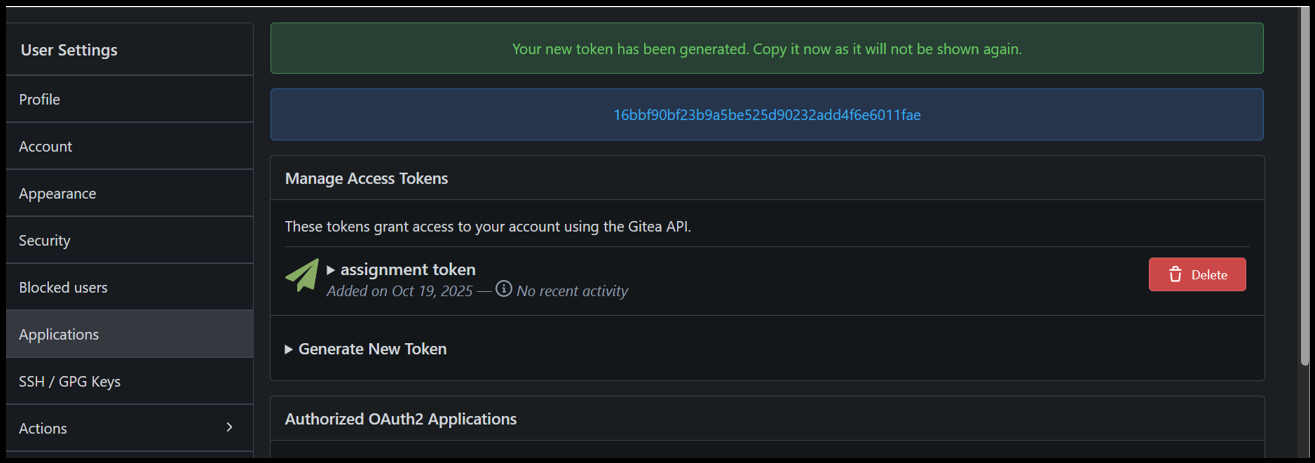 User Settings
Profile
Account
Appearance
Security
Blocked users
Applications
SSH / GPG Keys
Actions
Your new token has been generated. Copy it now as it will not be shown again.
16bbf90bf23b9a5be525d90232add4f6e6011fae
Manage Access Tokens
These tokens grant access to your account using the Gitea API.
assignment token
Added on Oct 19, 2025 — No recent activity
Delete
Generate New Token
Authorized OAuth2 Applications